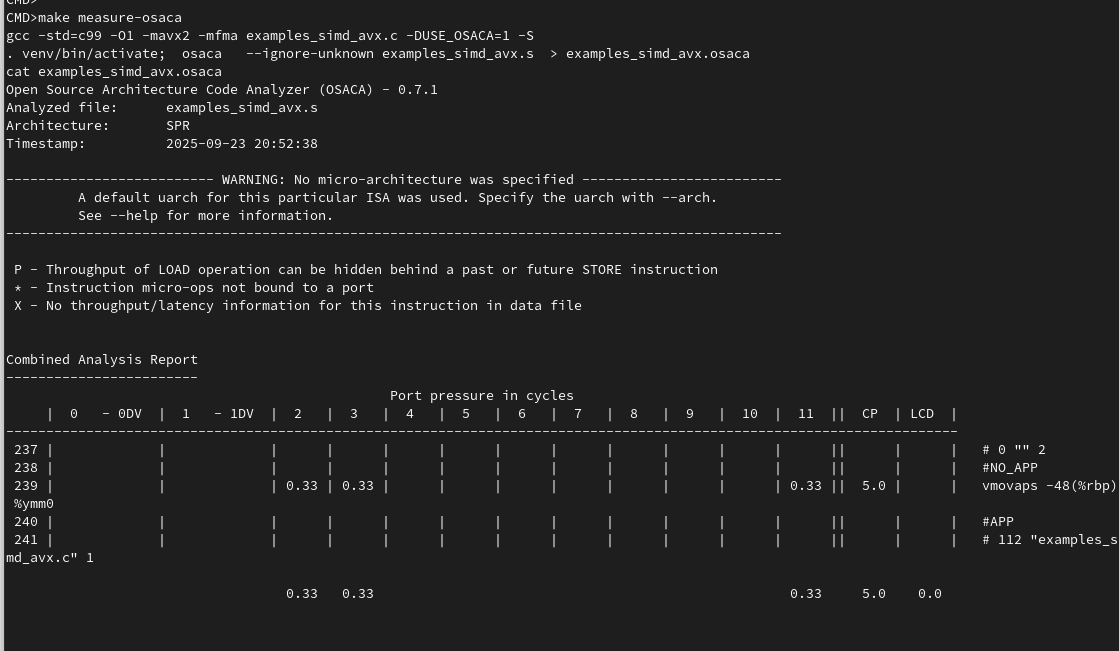 CMD>
CMD>make measure-osaca
gcc -std=c99 -O1 -mavx2 -mfma examples_simd_avx.c -DUSE_OSACA=1 -S
. venv/bin/activate;  osaca   --ignore-unknown examples_simd_avx.s  > examples_simd_avx.osaca
cat examples_simd_avx.osaca
Open Source Architecture Code Analyzer (OSACA) - 0.7.1
Analyzed file:      examples_simd_avx.s
Architecture:       SPR
Timestamp:          2025-09-23 20:52:38
-------------------------- WARNING: No micro-architecture was specified --------------------------
         A default uarch for this particular ISA was used. Specify the uarch with --arch.
         See --help for more information.
-------------------------------------------------------------------------------------------------
 P - Throughput of LOAD operation can be hidden behind a past or future STORE instruction
 * - Instruction micro-ops not bound to a port
 X - No throughput/latency information for this instruction in data file
Combined Analysis Report
------------------------
                                                Port pressure in cycles
     |  0   - 0DV  |  1   - 1DV  |  2   |  3   |  4   |  5   |  6   |  7   |  8   |  9   |  10  |  11  ||  CP  | LCD  |
-----------------------------------------------------------------------------------------------------------------------
 237 |             |             |      |      |      |      |      |      |      |      |      |      ||      |      |   # 0 "" 2
 238 |             |             |      |      |      |      |      |      |      |      |      |      ||      |      |   #NO_APP
 239 |             |             | 0.33 | 0.33 |      |      |      |      |      |      |      | 0.33 ||  5.0 |      |   vmovaps -48(%rbp)
 %ymm0
 240 |             |             |      |      |      |      |      |      |      |      |      |      ||      |      |   #APP
 241 |             |             |      |      |      |      |      |      |      |      |      |      ||      |      |   # 112 "examples_s
md_avx.c" 1
                                   0.33   0.33                                                    0.33     5.0    0.0